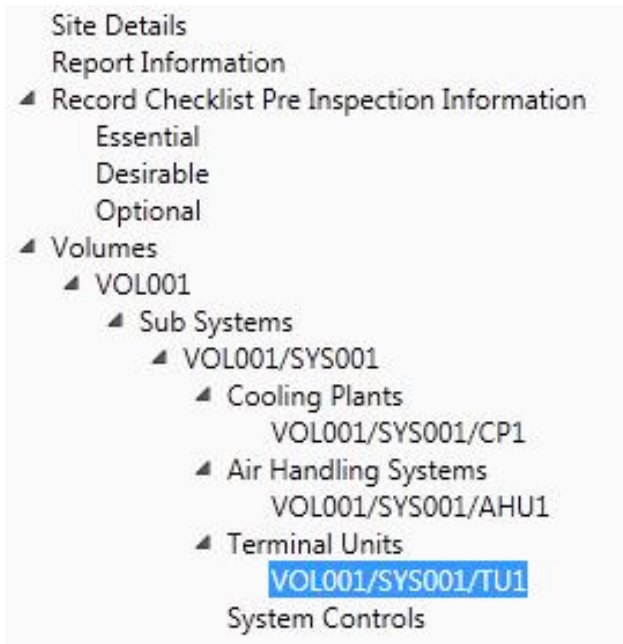 Site Details
Report Information
Record Checklist Pre Inspection Information
Essential
Desirable
Optional
Volumes
VOL001
Sub Systems
VOL001/SYS001
Cooling Plants
VOL001/SYS001/CP1
Air Handling Systems
VOL001/SYS001/AHU1
Terminal Units
VOL001/SYS001/TU1
System Controls